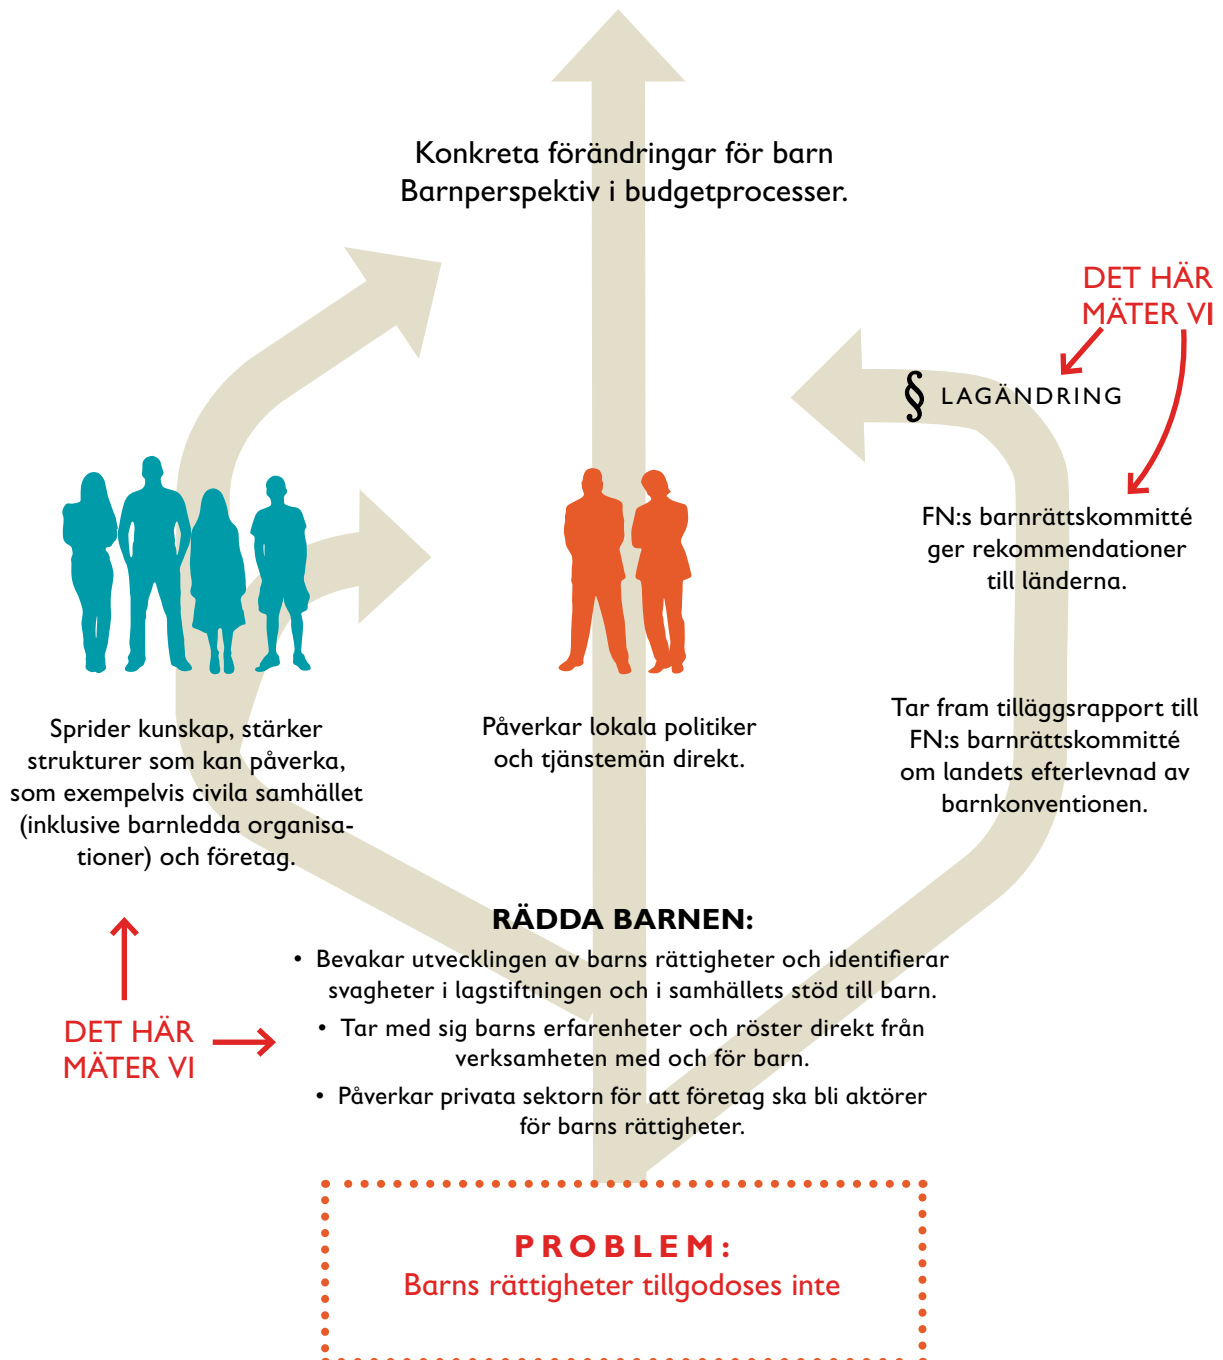 Konkreta förändringar för barn
Barnperspektiv i budgetprocesser.
DET HÄR
MÄTER VI
§ LAGÄNDRING
FN:s barnrättskommitté
ger rekommendationer
till länderna.
Sprider kunskap, stärker
strukturer som kan påverka,
som exempelvis civila samhället
(inklusive barnledda organisa-
tioner) och företag.
Påverkar lokala politiker
och tjänstemän direkt.
Tar fram tilläggsrapport till
FN:s barnrättskommitté
om landets efterlevnad av
barnkonventionen.
RÄDDA BARNEN:
• Bevakar utvecklingen av barns rättigheter och identifierar
svagheter i lagstiftningen och i samhällets stöd till barn.
• Tar med sig barns erfarenheter och röster direkt från
verksamheten med och för barn.
• Påverkar privata sektorn för att företag ska bli aktörer
för barns rättigheter.
DET HÄR
MÄTER VI
PROBLEM:
Barns rättigheter tillgodoses inte